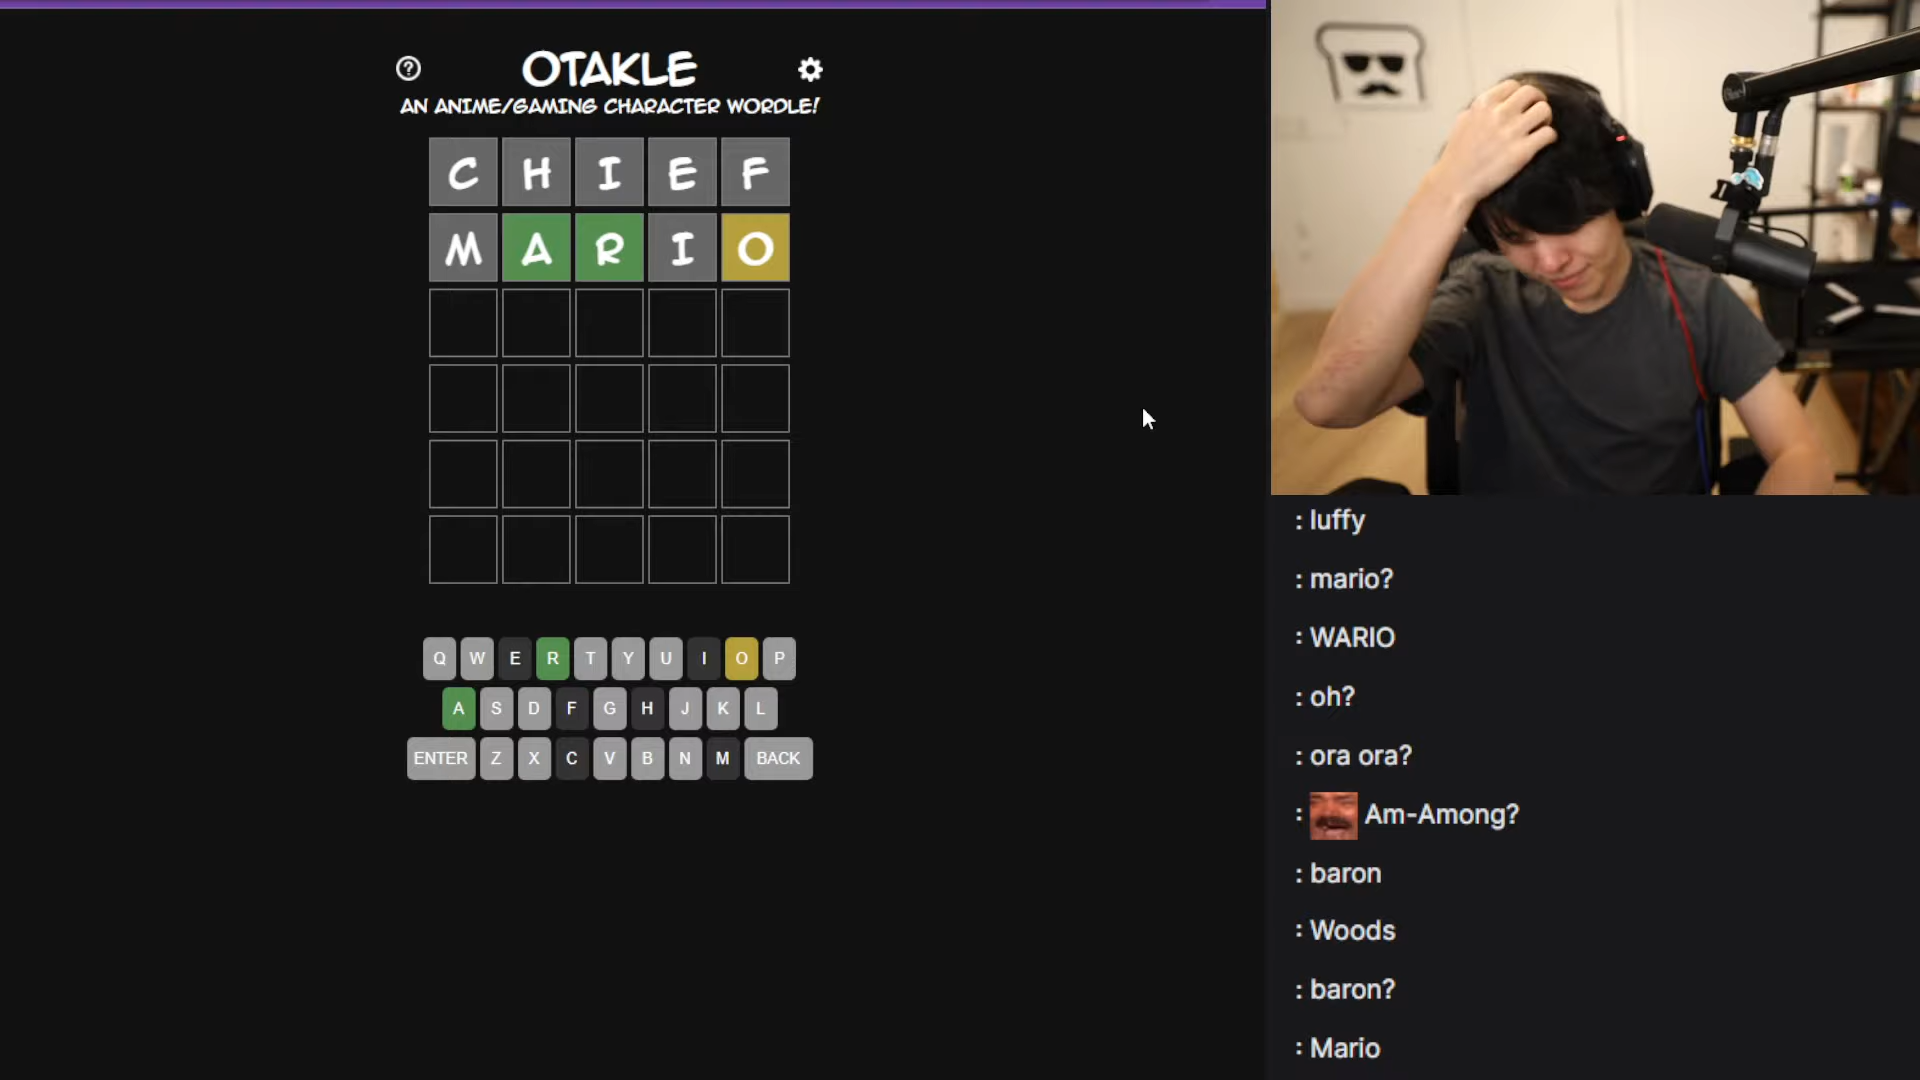 ?
OTAKLE
AN ANIME/GAMING CHARACTER WORDLE!
C H I E F
M A R I O
Q W E R T Y U I O P
A S D F G H J K L
ENTER Z X C V B N M BACK
: luffy
: mario?
: WARIO
: oh?
: ora ora?
: Am-Among?
: baron
: Woods
: baron?
: Mario